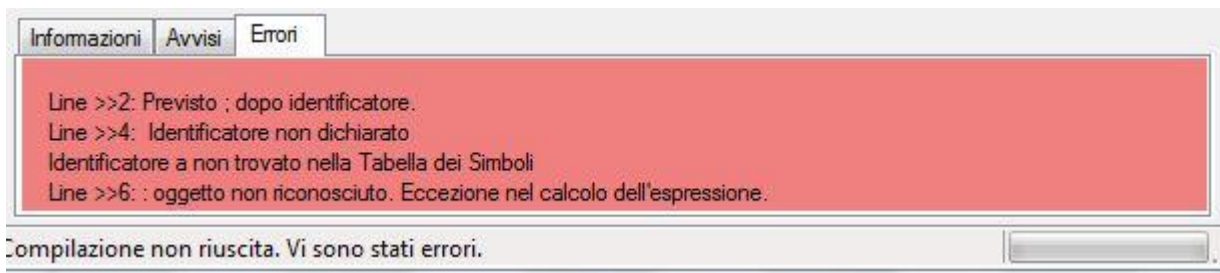 Informazioni Avvisi Errori
Line >>2: Previsto ; dopo identificatore.
Line >>4:  Identificatore non dichiarato
Identificatore a non trovato nella Tabella dei Simboli
Line >>6: : oggetto non riconosciuto. Eccezione nel calcolo dell'espressione.
Compilazione non riuscita. Vi sono stati errori.